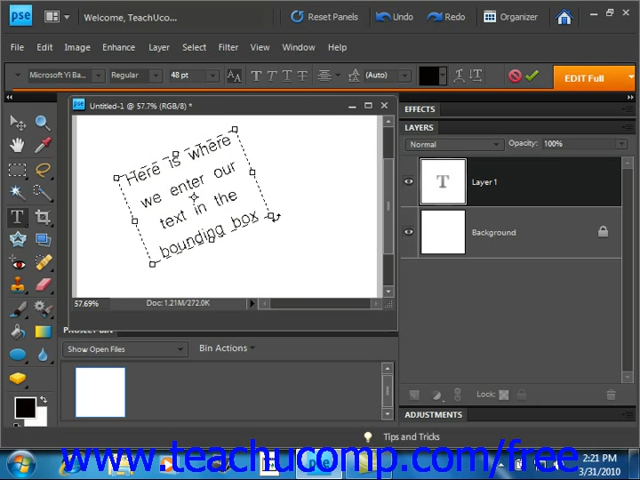 pse
Welcome, TeachUco...
Reset Panels
Undo
Redo
Organizer
File Edit Image Enhance Layer Select Filter View Window Help
Microsoft Yi Ba...
Regular
48 pt
(Auto)
EDIT Full
Untitled-1 @ 57.7% (RGB/8) *
Here is where
we enter our
text in the
bounding box
57.69%
Doc:1.21M/272.0K
EFFECTS
LAYERS
Normal
Opacity: 100%
Layer 1
Background
Lock:
ADJUSTMENTS
PROJECT BIN
Show Open Files
Bin Actions
Tips and Tricks
www.teachucomp.com/free
pse
2:21 PM
3/31/2010